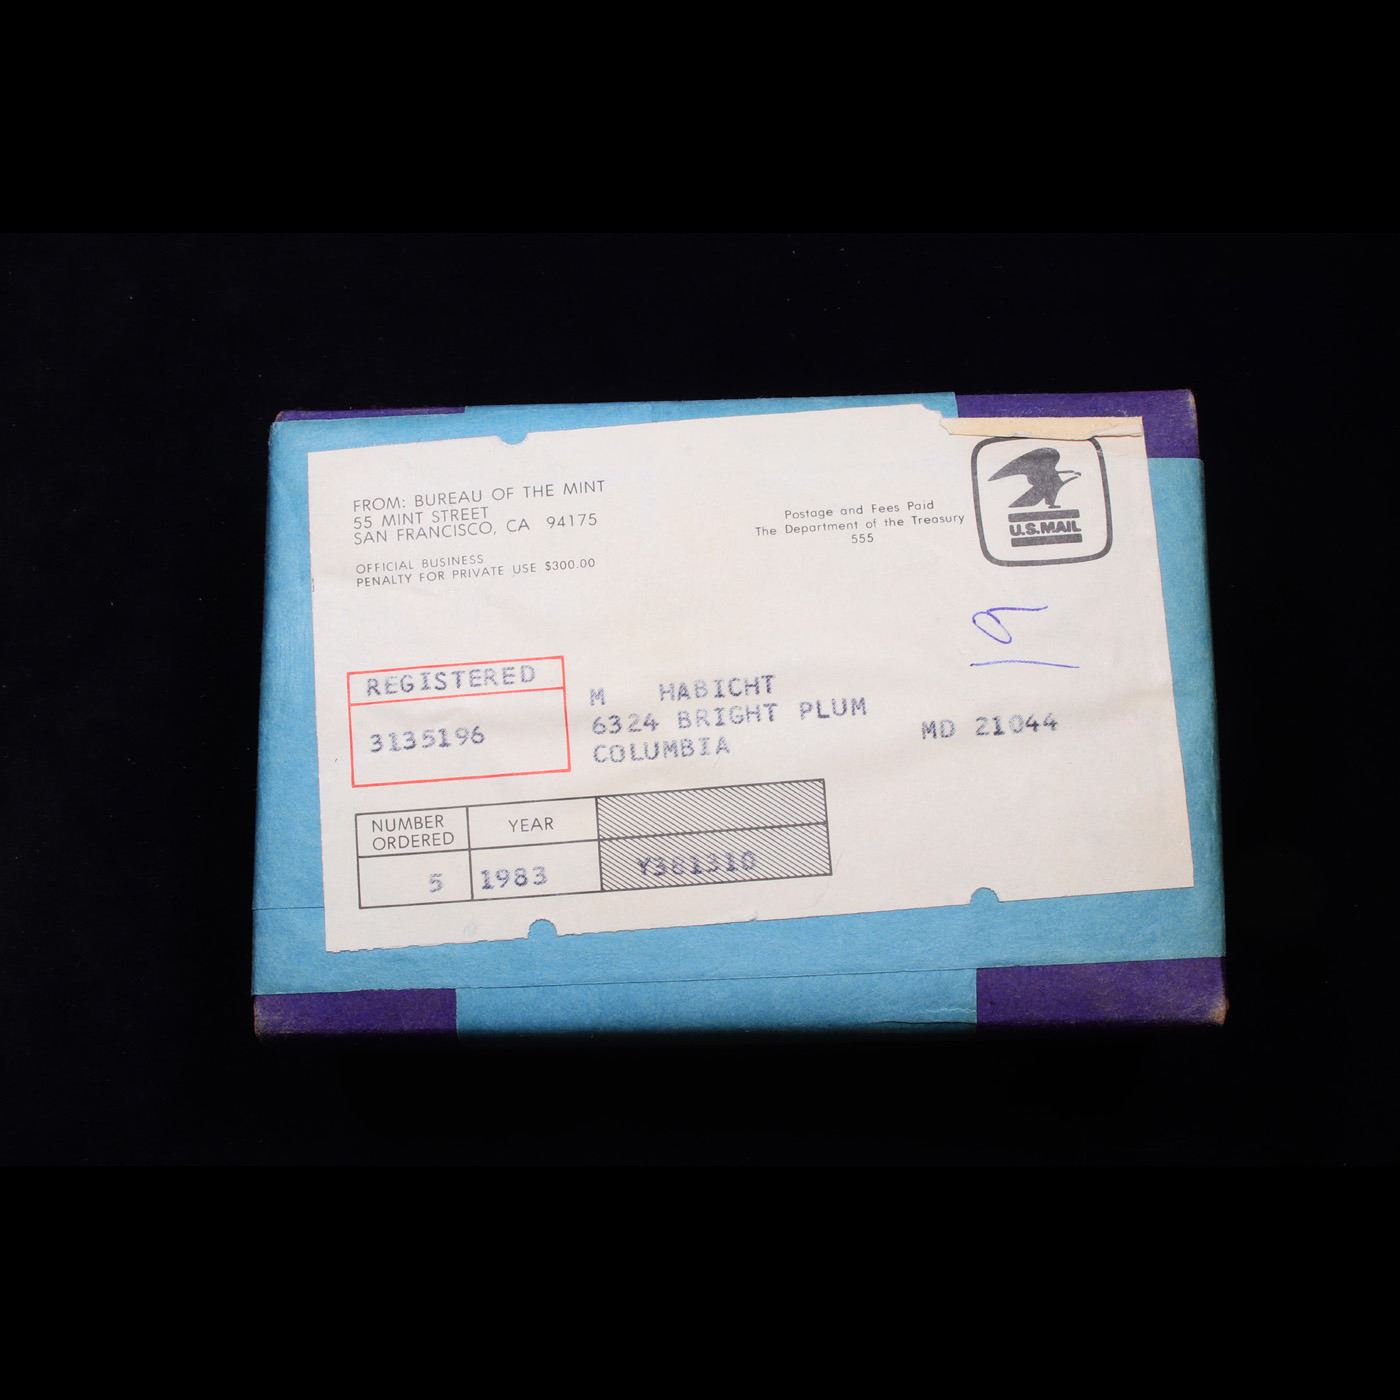 FROM: BUREAU OF THE MINT
55 MINT STREET
SAN FRANCISCO, CA 94175
OFFICIAL BUSINESS
PENALTY FOR PRIVATE USE $300.00
Postage and Fees Paid
The Department of the Treasury
555
U.S.MAIL
19
REGISTERED
3135196
M HABICHT
6324 BRIGHT PLUM
COLUMBIA MD 21044
NUMBER ORDERED
YEAR
5
1983
Y381310